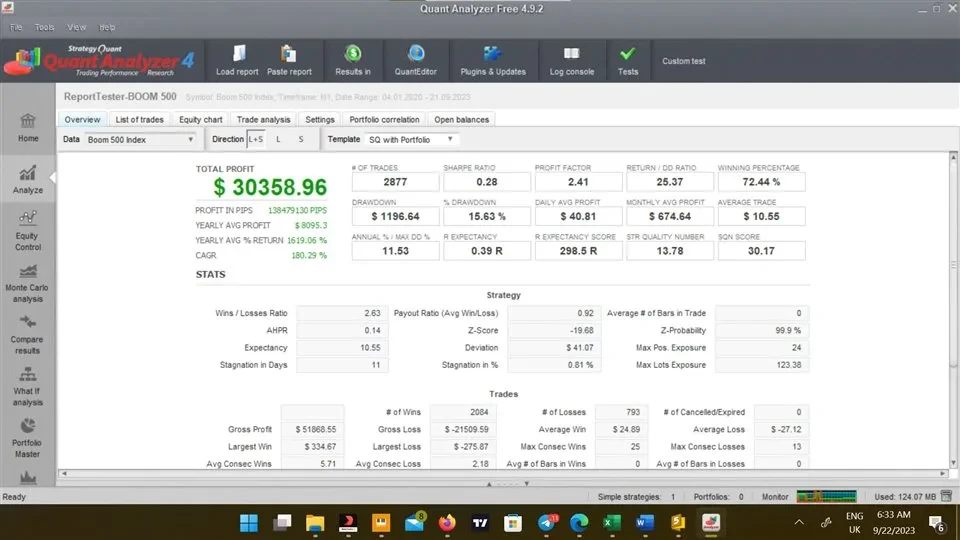 Quant Analyzer Free 4.9.2
File Tools View Help
StrategyQuant
Quant Analyzer 4
Trading Performance Research
Load report
Paste report
Results in
QuantEditor
Plugins & Updates
Log console
Tests
Custom test
ReportTester-BOOM 500 Symbol: Boom 500 Index, Timeframe: M1, Date Range: 04.01.2020 - 21.09.2023
Overview List of trades Equity chart Trade analysis Settings Portfolio correlation Open balances
Data Boom 500 Index Direction L+S L S Template SQ with Portfolio
Home
Analyze
Equity
Control
Monte Carlo
analysis
Compare
results
What If
analysis
Portfolio
Master
TOTAL PROFIT
$ 30358.96
PROFIT IN PIPS 138479130 PIPS
YEARLY AVG PROFIT $ 8095.3
YEARLY AVG % RETURN 1619.06 %
CAGR 180.29 %
# OF TRADES SHARPE RATIO PROFIT FACTOR RETURN / DD RATIO WINNING PERCENTAGE
2877 0.28 2.41 25.37 72.44 %
DRAWDOWN % DRAWDOWN DAILY AVG PROFIT MONTHLY AVG PROFIT AVERAGE TRADE
$ 1196.64 15.63 % $ 40.81 $ 674.64 $ 10.55
ANNUAL % / MAX DD % R EXPECTANCY R EXPECTANCY SCORE STR QUALITY NUMBER SQN SCORE
11.53 0.39 R 298.5 R 13.78 30.17
STATS
Strategy
Wins / Losses Ratio 2.63 Payout Ratio (Avg Win/Loss) 0.92 Average # of Bars in Trade 0
AHPR 0.14 Z-Score -19.68 Z-Probability 99.9 %
Expectancy 10.55 Deviation $ 41.07 Max Pos. Exposure 24
Stagnation in Days 11 Stagnation in % 0.81 % Max Lots Exposure 123.38
Trades
# of Wins 2084 # of Losses 793 # of Cancelled/Expired 0
Gross Profit $ 51868.55 Gross Loss $ -21509.59 Average Win $ 24.89 Average Loss $ -27.12
Largest Win $ 334.67 Largest Loss $ -275.87 Max Consec Wins 25 Max Consec Losses 13
Avg Consec Wins 5.71 Avg Consec Loss 2.18 Avg # of Bars in Wins 0 Avg # of Bars in Losses 0
Ready Simple strategies: 1 Portfolios: 0 Monitor Used: 124.07 MB
ENG
UK
6:33 AM
9/22/2023
6